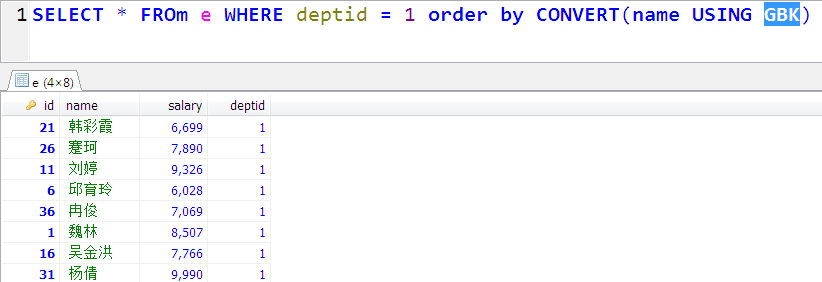 1 SELECT * FROm e WHERE deptid = 1 order by CONVERT(name USING GBK)
e (4×8)
id name salary deptid
21 韩彩霞 6,699 1
26 蹇珂 7,890 1
11 刘婷 9,326 1
6 邱育玲 6,028 1
36 冉俊 7,069 1
1 魏林 8,507 1
16 吴金洪 7,766 1
31 杨倩 9,990 1